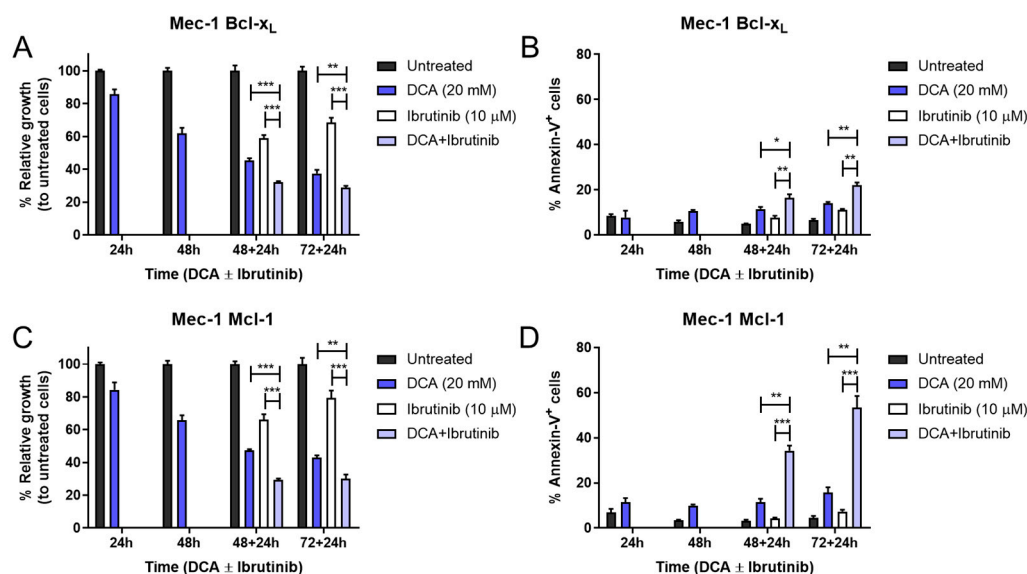 A
Mec-1 Bcl-xL
% Relative growth
(to untreated cells)
100
80
60
40
20
0
24h
48h
48+24h
72+24h
Time (DCA ± Ibrutinib)
***
***
**
***
Untreated
DCA (20 mM)
Ibrutinib (10 μM)
DCA+Ibrutinib
B
Mec-1 Bcl-xL
% Annexin-V+ cells
80
60
40
20
0
24h
48h
48+24h
72+24h
Time (DCA ± Ibrutinib)
*
**
**
**
Untreated
DCA (20 mM)
Ibrutinib (10 μM)
DCA+Ibrutinib
C
Mec-1 Mcl-1
% Relative growth
(to untreated cells)
100
80
60
40
20
0
24h
48h
48+24h
72+24h
Time (DCA ± Ibrutinib)
***
***
**
***
Untreated
DCA (20 mM)
Ibrutinib (10 μM)
DCA+Ibrutinib
D
Mec-1 Mcl-1
% Annexin-V+ cells
80
60
40
20
0
24h
48h
48+24h
72+24h
Time (DCA ± Ibrutinib)
**
***
**
***
Untreated
DCA (20 mM)
Ibrutinib (10 μM)
DCA+Ibrutinib